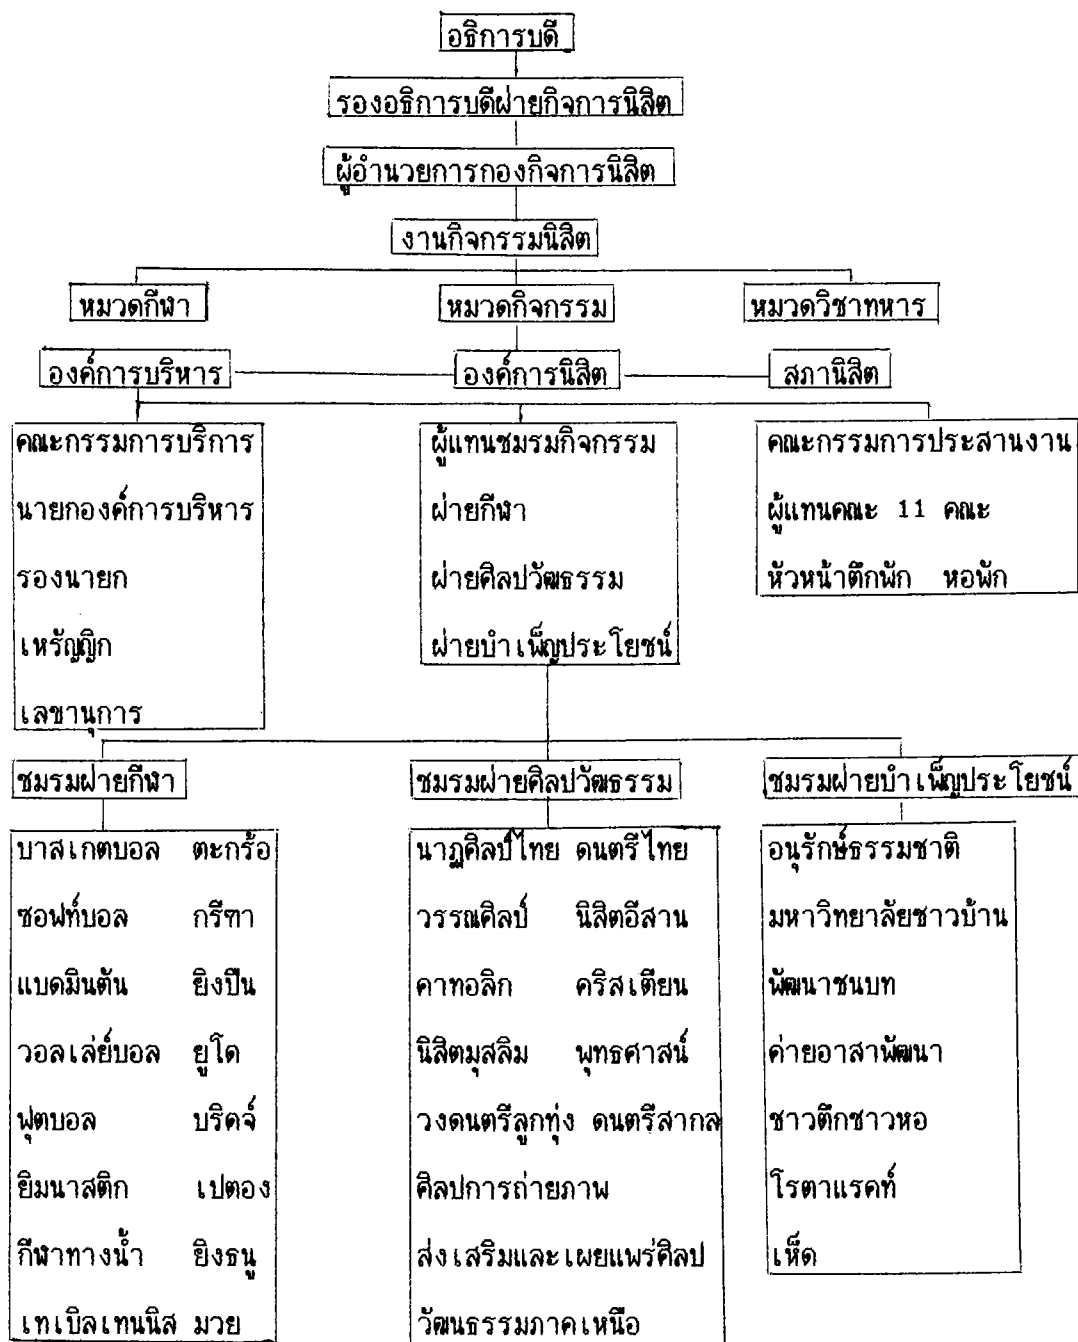 อธิการบดี
รองอธิการบดีฝ่ายกิจการนิสิต
ผู้อำนวยการกองกิจการนิสิต
งานกิจกรรมนิสิต
หมวดกีฬา หมวดกิจกรรม หมวดวิชาทหาร
องค์การบริหาร องค์การนิสิต สภานิสิต
คณะกรรมการบริการ
นายกองค์การบริหาร
รองนายก
เหรัญญิก
เลขานุการ
ผู้แทนชมรมกิจกรรม
ฝ่ายกีฬา
ฝ่ายศิลปวัฒธรรม
ฝ่ายบำเพ็ญประโยชน์
คณะกรรมการประสานงาน
ผู้แทนคณะ 11 คณะ
หัวหน้าตึกพัก หอพัก
ชมรมฝ่ายกีฬา
บาสเกตบอล ตะกร้อ
ซอฟท์บอล กรีฑา
แบดมินตัน ยิงปืน
วอลเล่ย์บอล ยูโด
ฟุตบอล บริดจ์
ยิมนาสติก เปตอง
กีฬาทางน้ำ ยิงธนู
เทเบิลเทนนิส มวย
ชมรมฝ่ายศิลปวัฒธรรม
นาฏศิลป์ไทย ดนตรีไทย
วรรณศิลป์ นิสิตอีสาน
คาทอลิก คริสเตียน
นิสิตมุสลิม พุทธศาสน์
วงดนตรีลูกทุ่ง ดนตรีสากล
ศิลปการถ่ายภาพ
ส่งเสริมและเผยแพร่ศิลป
วัฒนธรรมภาคเหนือ
ชมรมฝ่ายบำเพ็ญประโยชน์
อนุรักษ์ธรรมชาติ
มหาวิทยาลัยชาวบ้าน
พัฒนาชนบท
ค่ายอาสาพัฒนา
ชาวตึกชาวหอ
โรตาแรคท์
เห็ด